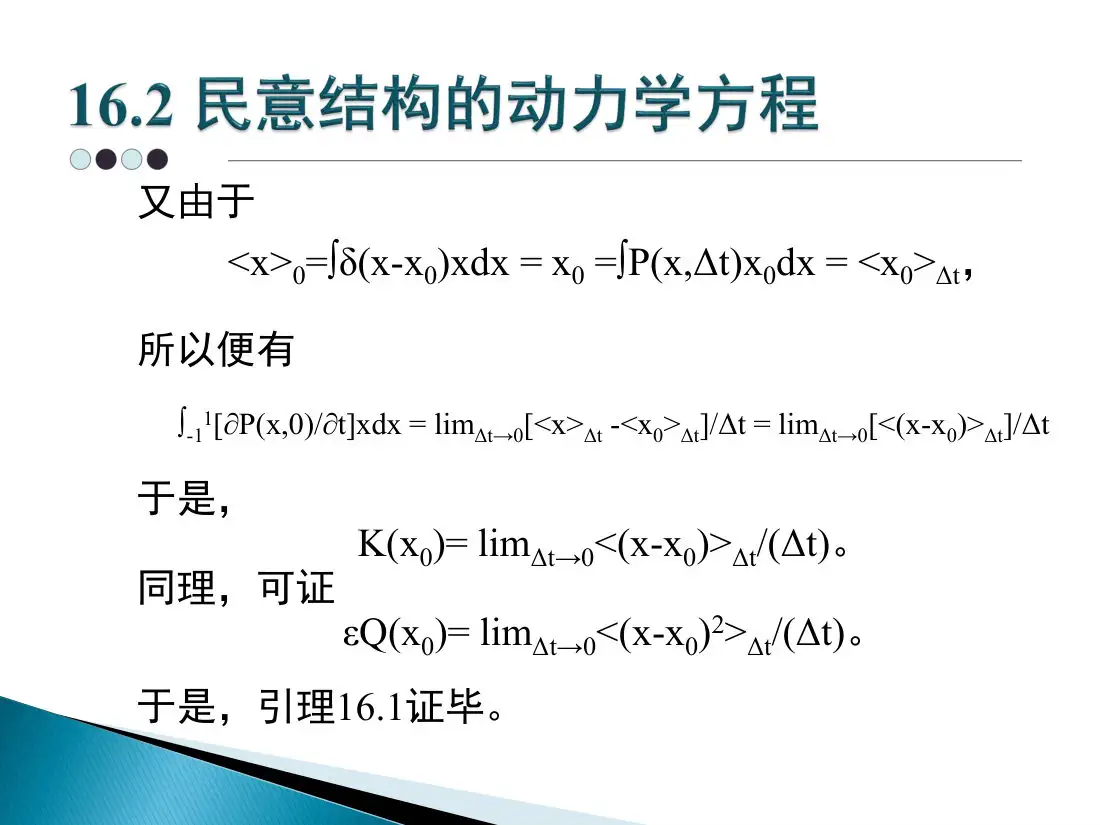 16.2 民意结构的动力学方程
又由于
<x>₀=∫δ(x-x₀)xdx = x₀ =∫P(x,Δt)x₀dx = <x₀>Δt，
所以便有
∫₋₁¹[∂P(x,0)/∂t]xdx = limΔt→0[<x>Δt -<x₀>Δt]/Δt = limΔt→0[<(x-x₀)>Δt]/Δt
于是，
K(x₀)= limΔt→0<(x-x₀)>Δt/(Δt)。
同理，可证
εQ(x₀)= limΔt→0<(x-x₀)²>Δt/(Δt)。
于是，引理16.1证毕。